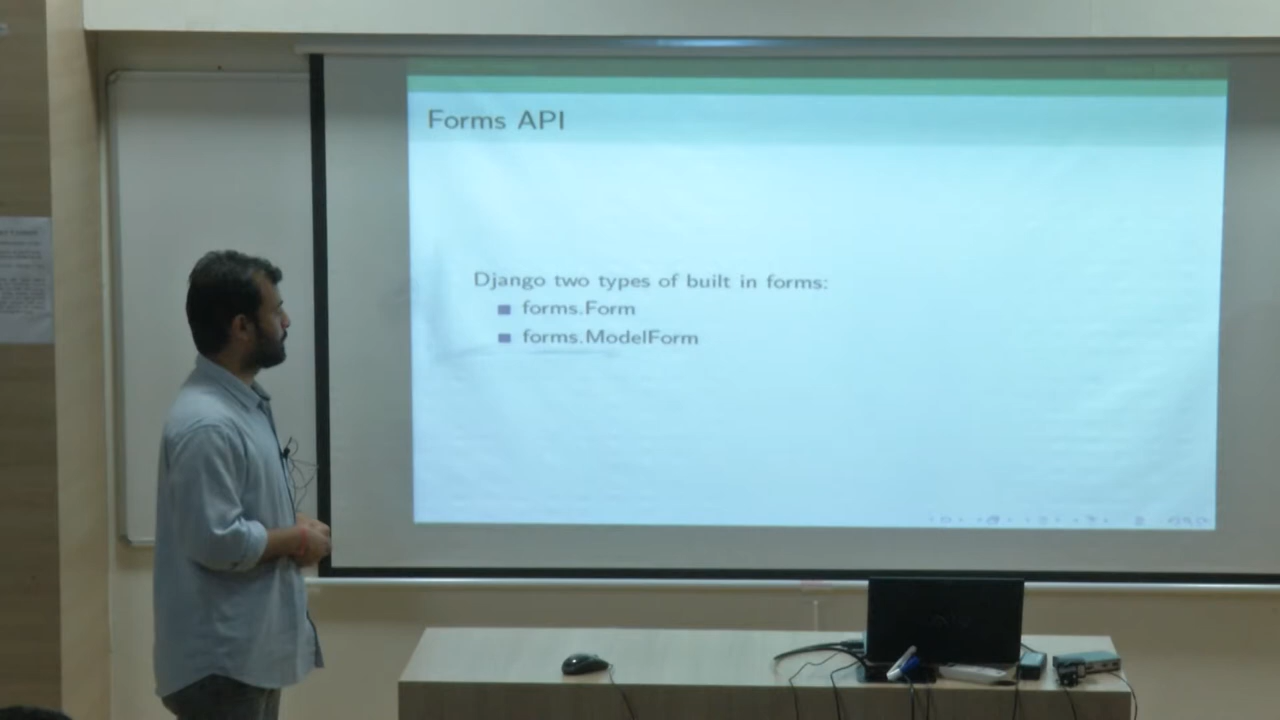 Forms API
Django two types of built in forms:
forms.Form
forms.ModelForm